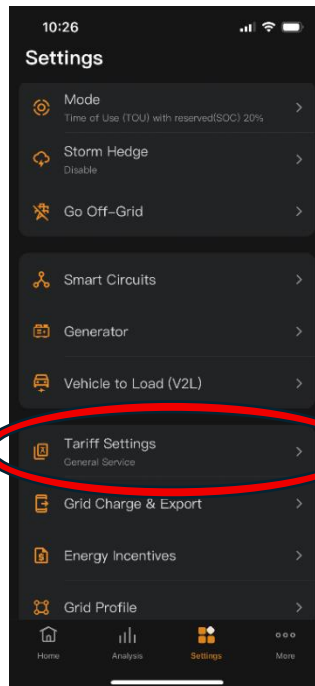 10:26
Settings
Mode
Time of Use (TOU) with reserved(SOC) 20%
Storm Hedge
Disable
Go Off-Grid
Smart Circuits
Generator
Vehicle to Load (V2L)
Tariff Settings
General Service
Grid Charge & Export
Energy Incentives
Grid Profile
Home
Analysis
Settings
More